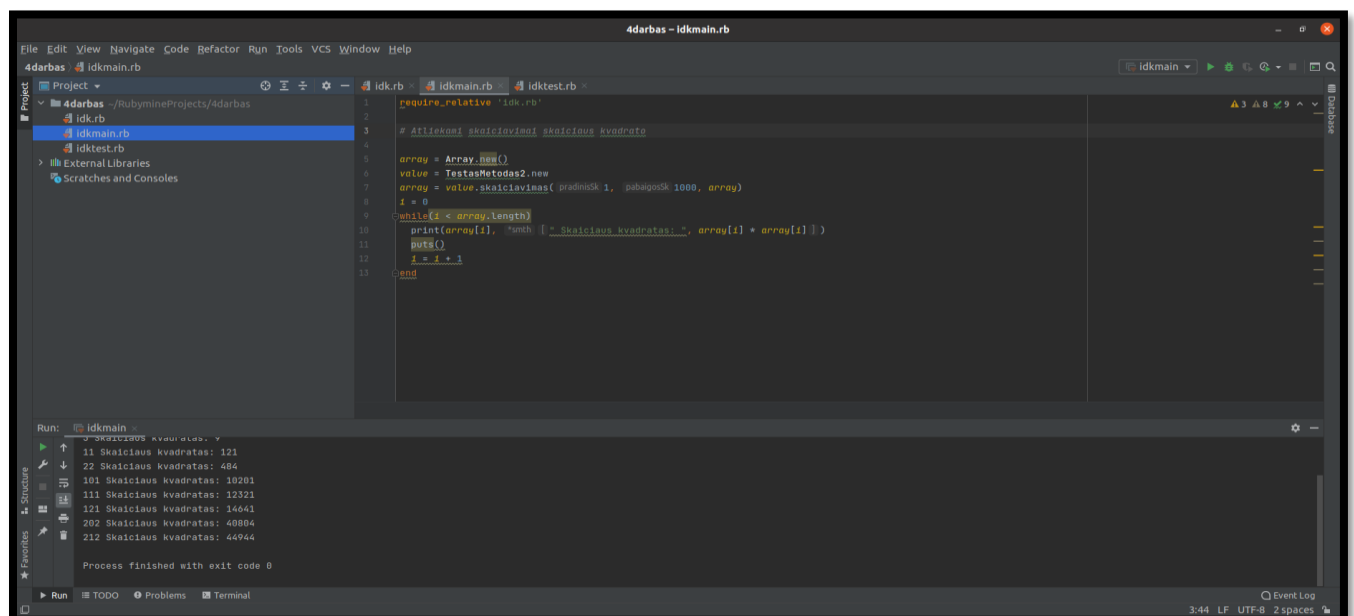 4darbas – idkmain.rb
File Edit View Navigate Code Refactor Run Tools VCS Window Help
4darbas idkmain.rb
idkmain
Project
Project
idk.rb idkmain.rb idktest.rb
Database
4darbas ~/RubymineProjects/4darbas
idk.rb
idkmain.rb
idktest.rb
External Libraries
Scratches and Consoles
3 8 9
1 require_relative 'idk.rb'
2
3 # Atliekami skaiciavimai skaiciaus kvadrato
4
5 array = Array.new()
6 value = TestasMetodas2.new
7 array = value.skaiciavimas( pradinisSk 1, pabaigosSk 1000, array)
8 i = 0
9 while(i < array.length)
10 print(array[i], *smth [ " Skaiciaus kvadratas: ", array[i] * array[i] ] )
11 puts()
12 i = i + 1
13 end
Run: idkmain
3 Skaiciaus kvadratas: 9
11 Skaiciaus kvadratas: 121
22 Skaiciaus kvadratas: 484
101 Skaiciaus kvadratas: 10201
111 Skaiciaus kvadratas: 12321
121 Skaiciaus kvadratas: 14641
202 Skaiciaus kvadratas: 40804
212 Skaiciaus kvadratas: 44944
Process finished with exit code 0
Structure
Favorites
Run TODO Problems Terminal
Event Log
3:44 LF UTF-8 2 spaces